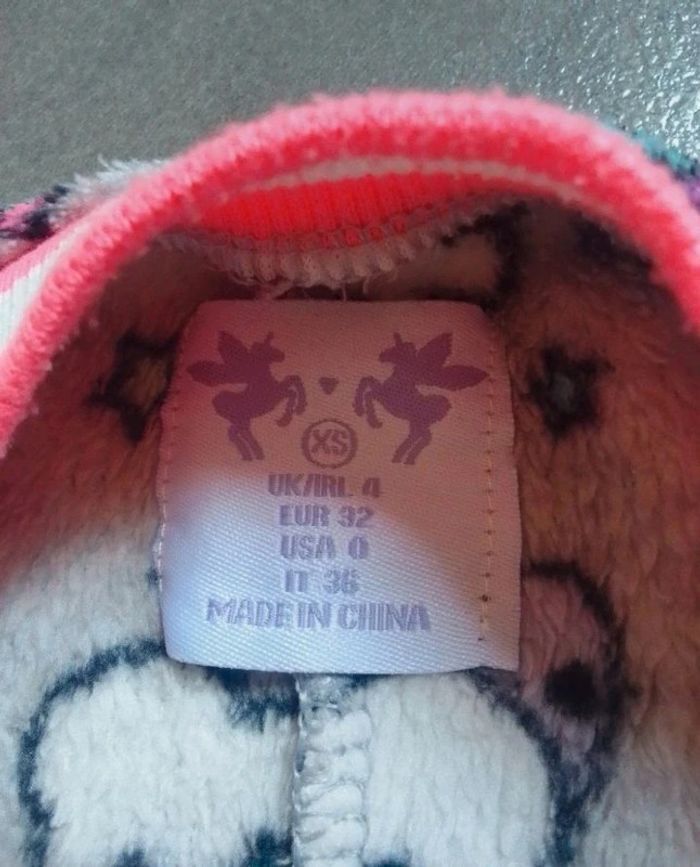 XS
UK/IRL 4
EUR 32
USA 0
IT 36
MADE IN CHINA